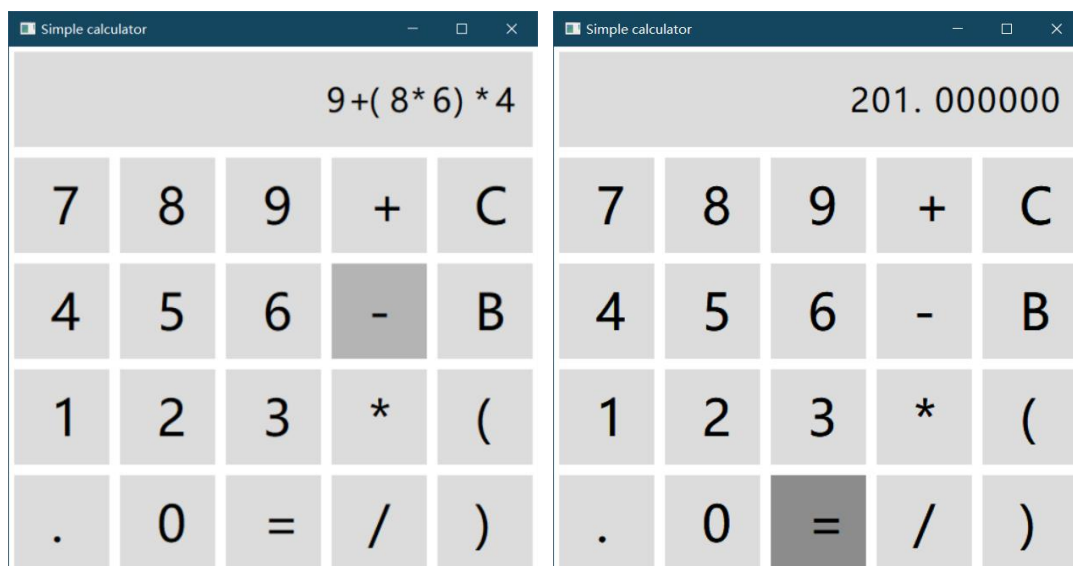 Simple calculator
9+( 8* 6) *4
7 8 9 + C
4 5 6 - B
1 2 3 * (
. 0 = / )
Simple calculator
201. 000000
7 8 9 + C
4 5 6 - B
1 2 3 * (
. 0 = / )